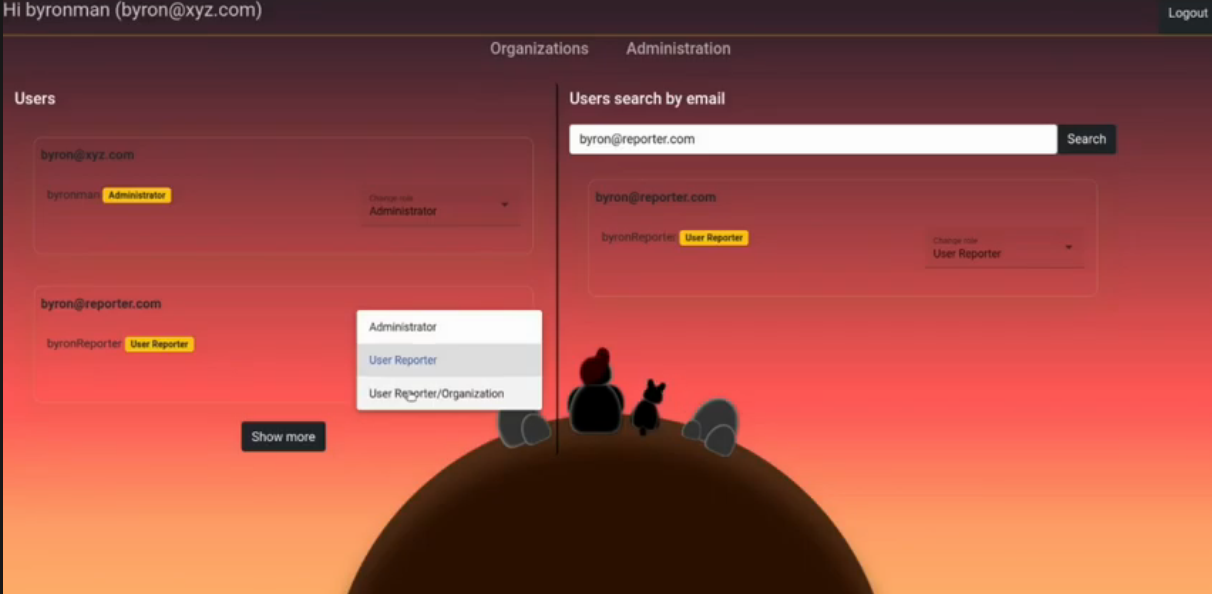 Hi byronman (byron@xyz.com)
Logout
Organizations Administration
Users
byron@xyz.com
byronman Administrator
Change role
Administrator
byron@reporter.com
byronReporter User Reporter
Administrator
User Reporter
User Reporter/Organization
Show more
Users search by email
byron@reporter.com Search
byron@reporter.com
byronReporter User Reporter
Change role
User Reporter